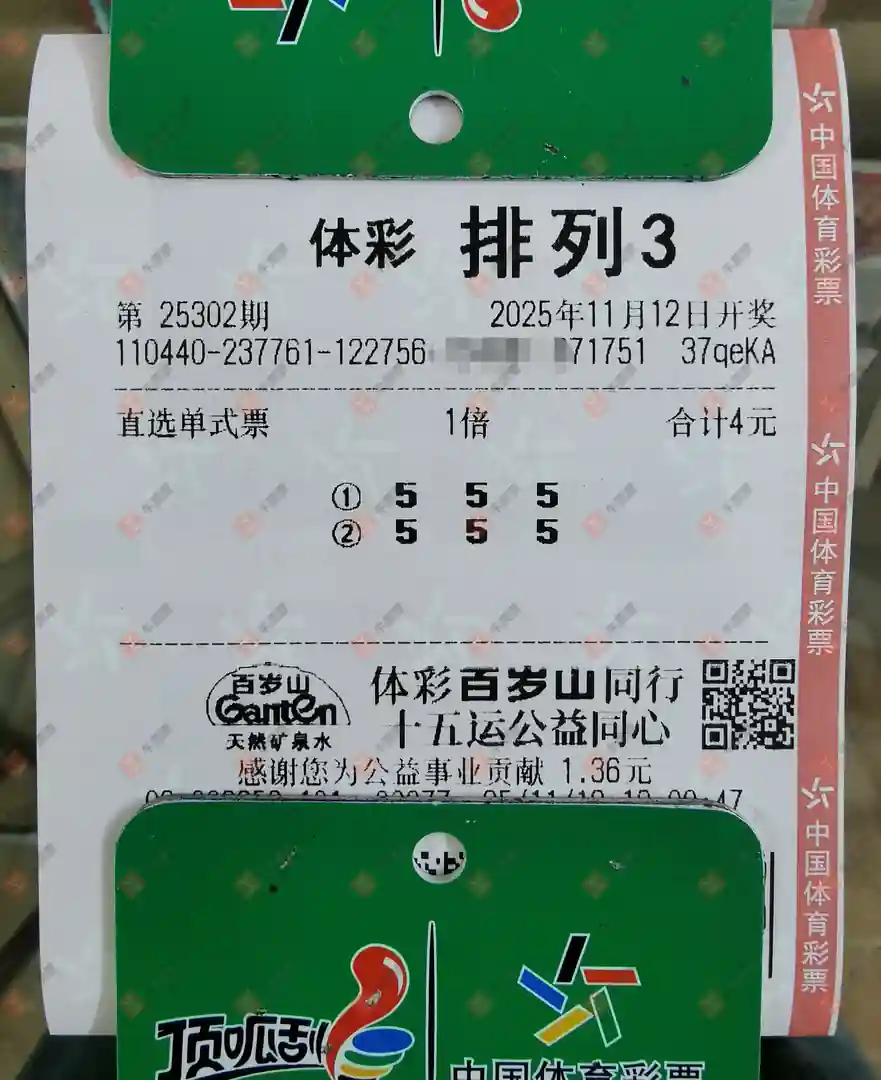 体彩 排列3
第 25302期 2025年11月12日开奖
110440-237761-122756 71751 37qeKA
直选单式票 1倍 合计4元
① 5 5 5
② 5 5 5
百岁山
Ganten
天然矿泉水
体彩百岁山同行
十五运公益同心
感谢您为公益事业贡献 1.36元
中国体育彩票
中国体育彩票
中国体育彩票
顶呱刮
中国体育彩票